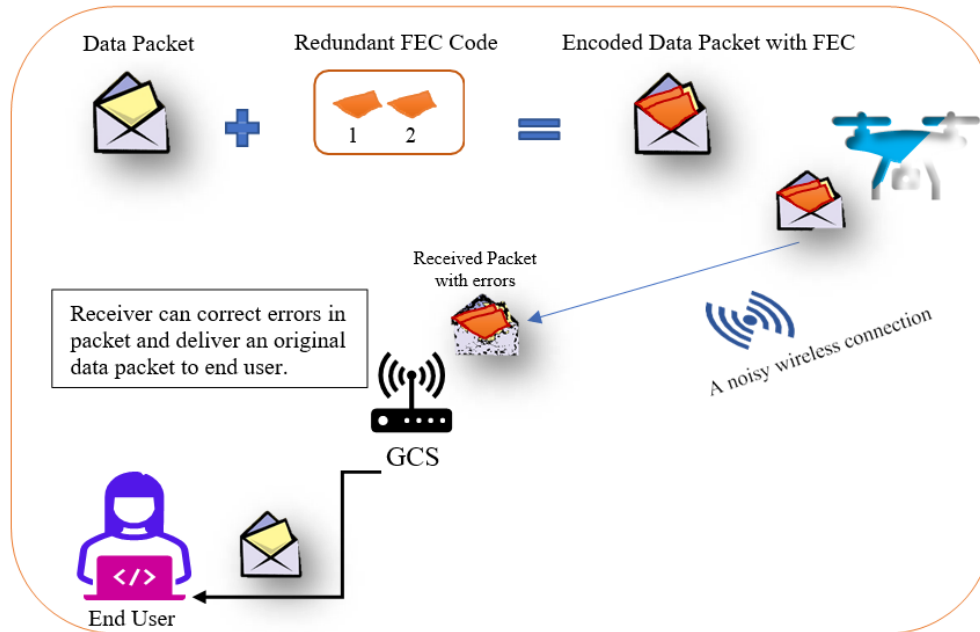 Data Packet
Redundant FEC Code
Encoded Data Packet with FEC
1 2
Received Packet
with errors
Receiver can correct errors in
packet and deliver an original
data packet to end user.
A noisy wireless connection
GCS
</>
End User